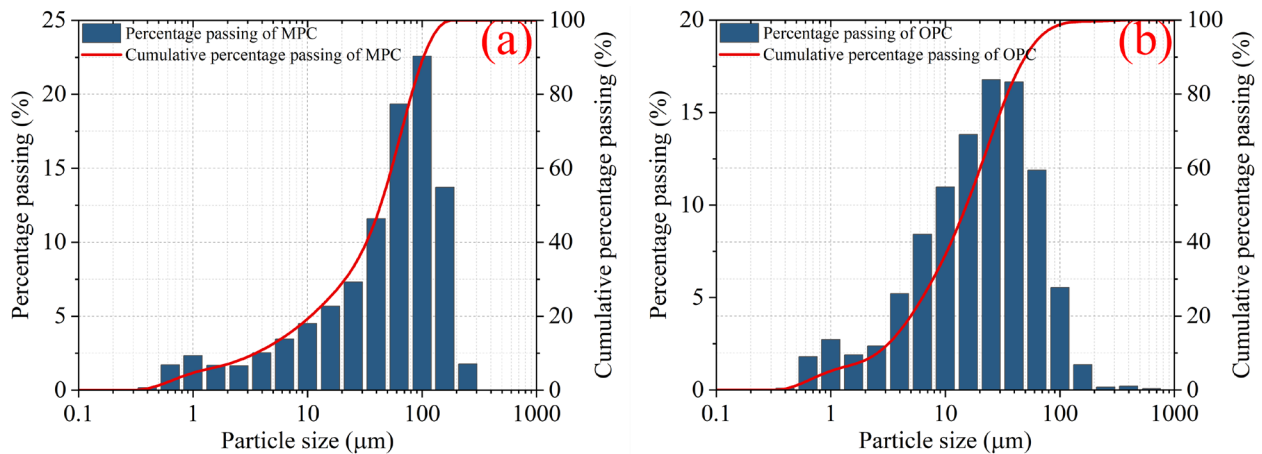 Percentage passing of MPC
Cumulative percentage passing of MPC
(a)
25
20
15
10
5
0
Percentage passing (%)
100
80
60
40
20
0
Cumulative percentage passing (%)
0.1 1 10 100 1000
Particle size (μm)
Percentage passing of OPC
Cumulative percentage passing of OPC
(b)
20
15
10
5
0
Percentage passing (%)
100
80
60
40
20
0
Cumulative percentage passing (%)
0.1 1 10 100 1000
Particle size (μm)